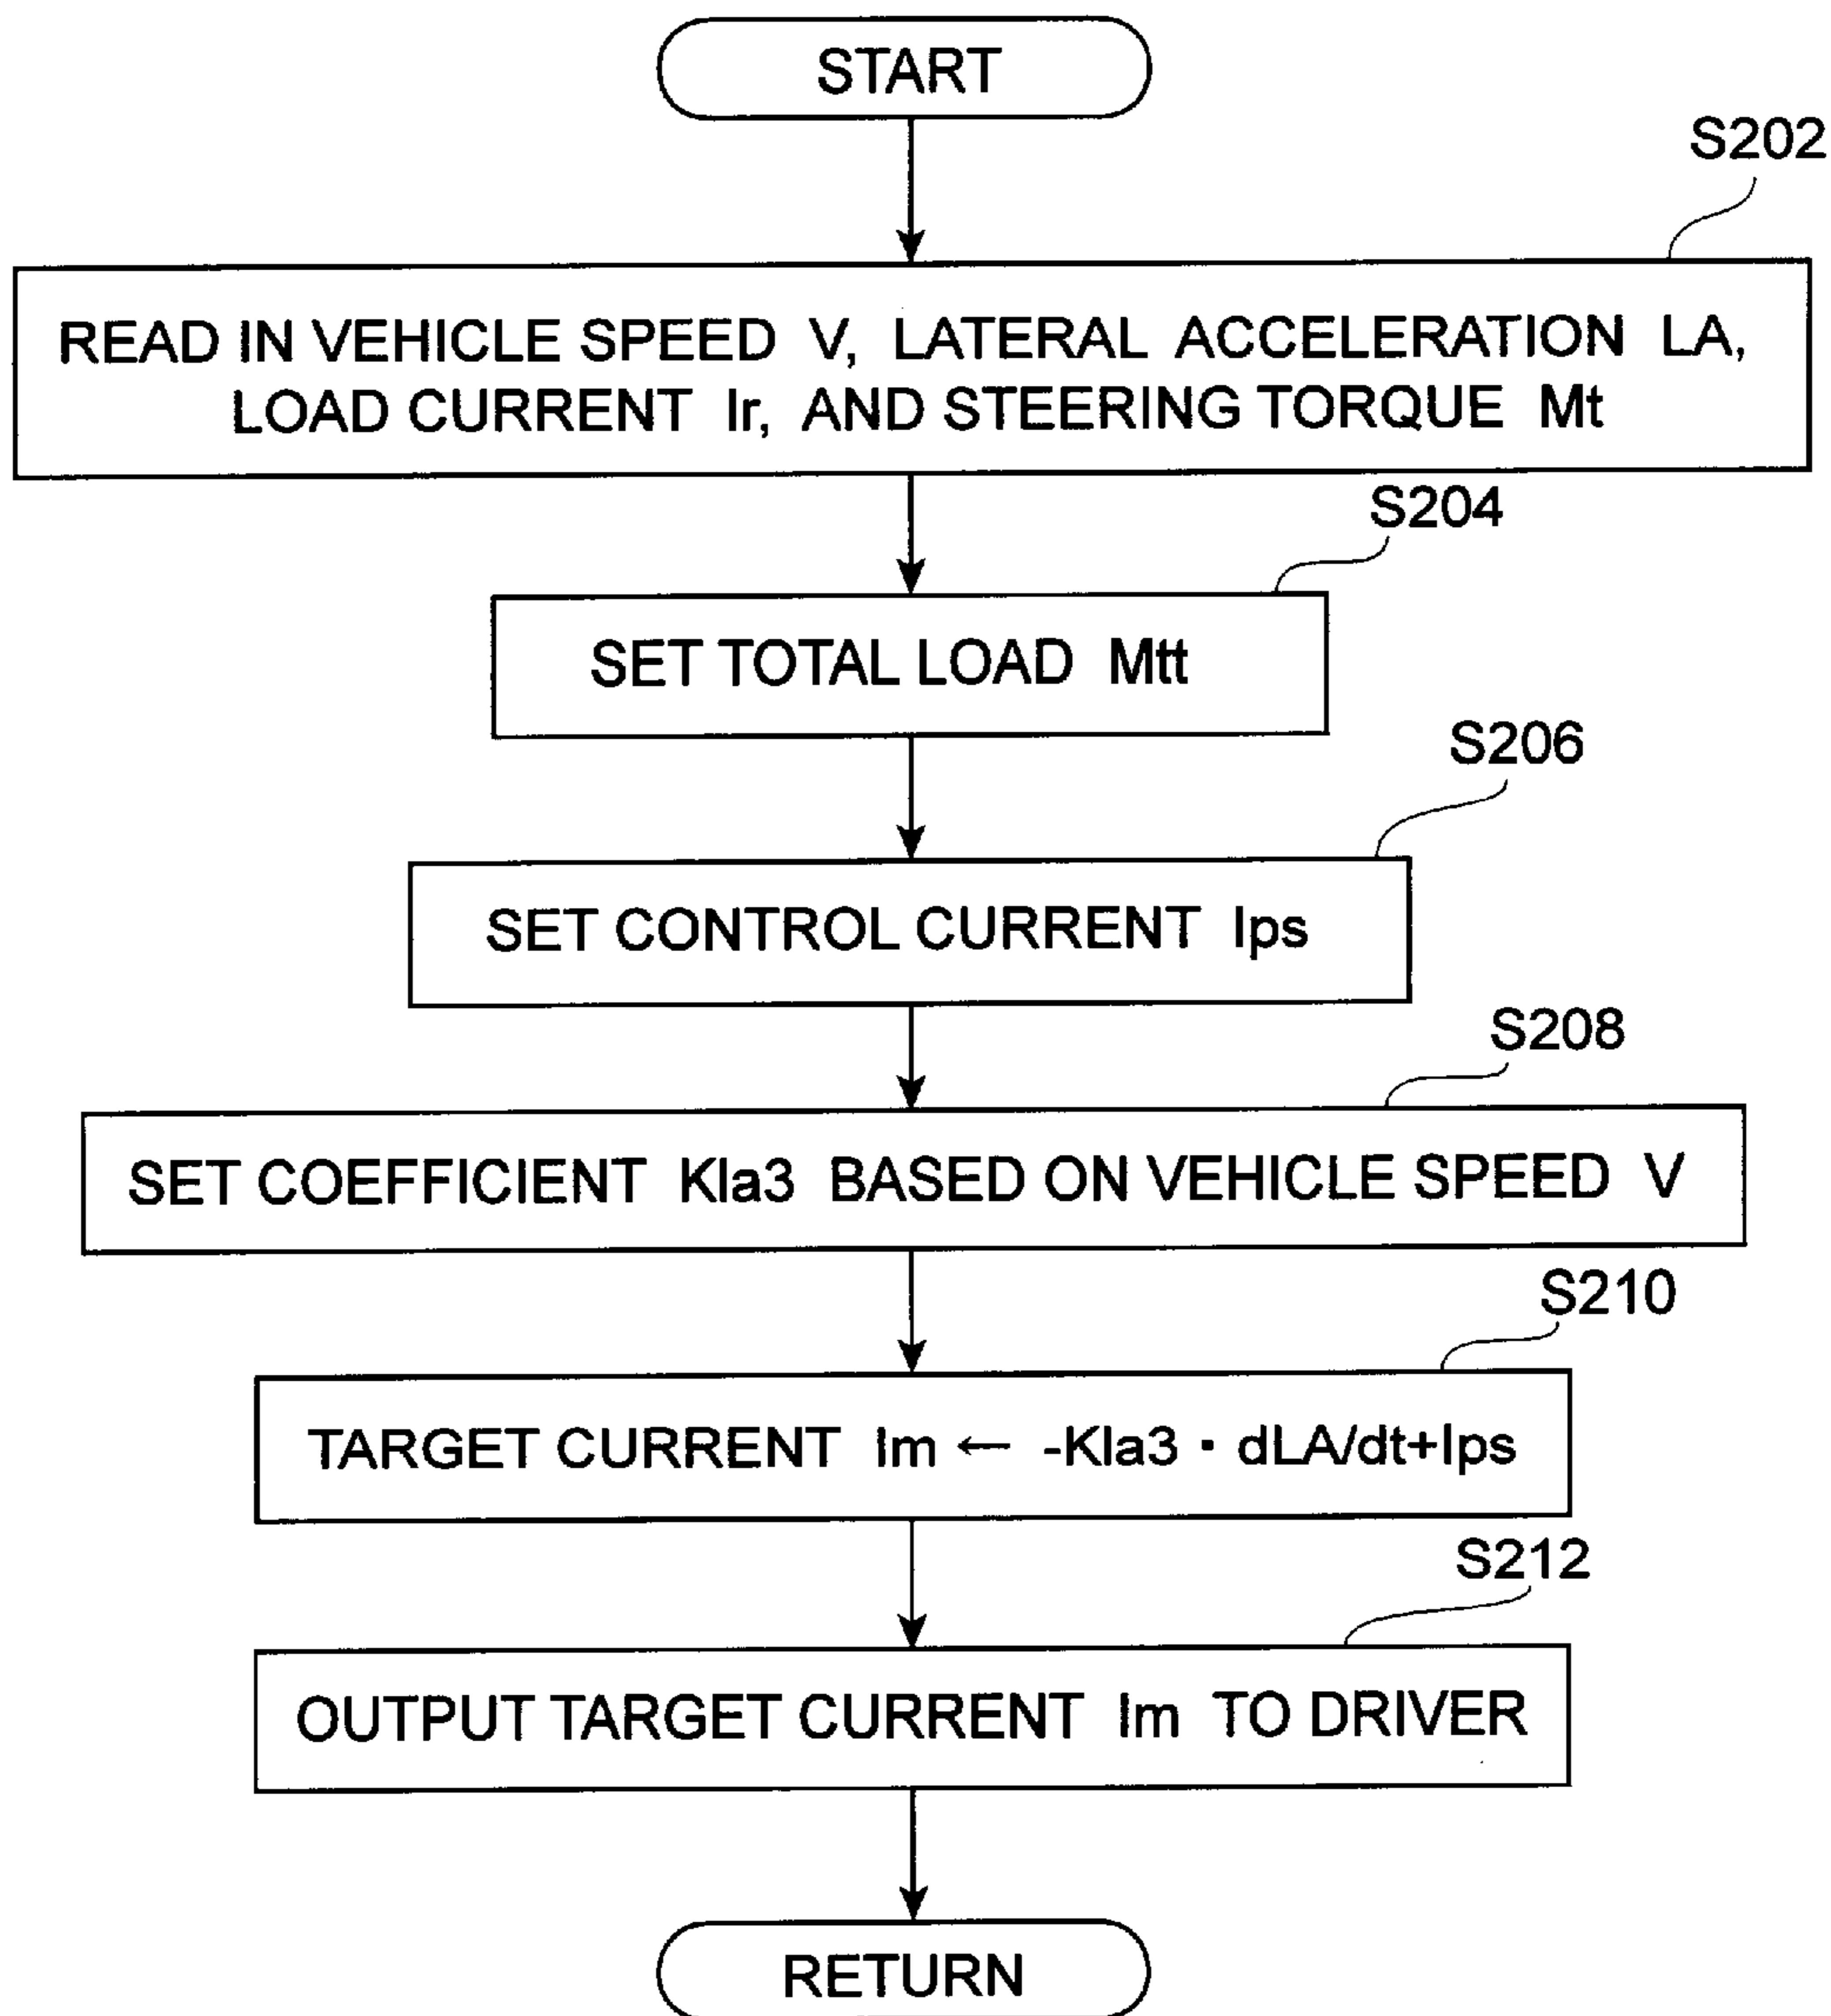 START
S202
READ IN VEHICLE SPEED V, LATERAL ACCELERATION LA,
LOAD CURRENT Ir, AND STEERING TORQUE Mt
S204
SET TOTAL LOAD Mtt
S206
SET CONTROL CURRENT Ips
S208
SET COEFFICIENT Kla3 BASED ON VEHICLE SPEED V
S210
TARGET CURRENT Im ← -Kla3 ・ dLA/dt+Ips
S212
OUTPUT TARGET CURRENT Im TO DRIVER
RETURN